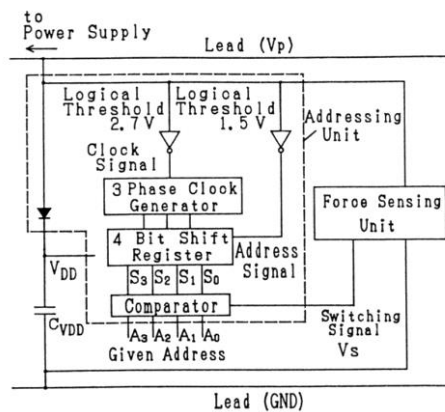 to
Power Supply
Lead (Vp)
Logical
Threshold
2.7V
Logical
Threshold
1.5V
Addressing
Unit
Clock
Signal
3 Phase Clock
Generator
Force Sensing
Unit
4 Bit Shift
Register
Address
Signal
VDD
S3 S2 S1 S0
Comparator
CVDD
A3 A2 A1 A0
Given Address
Switching
Signal
Vs
Lead (GND)